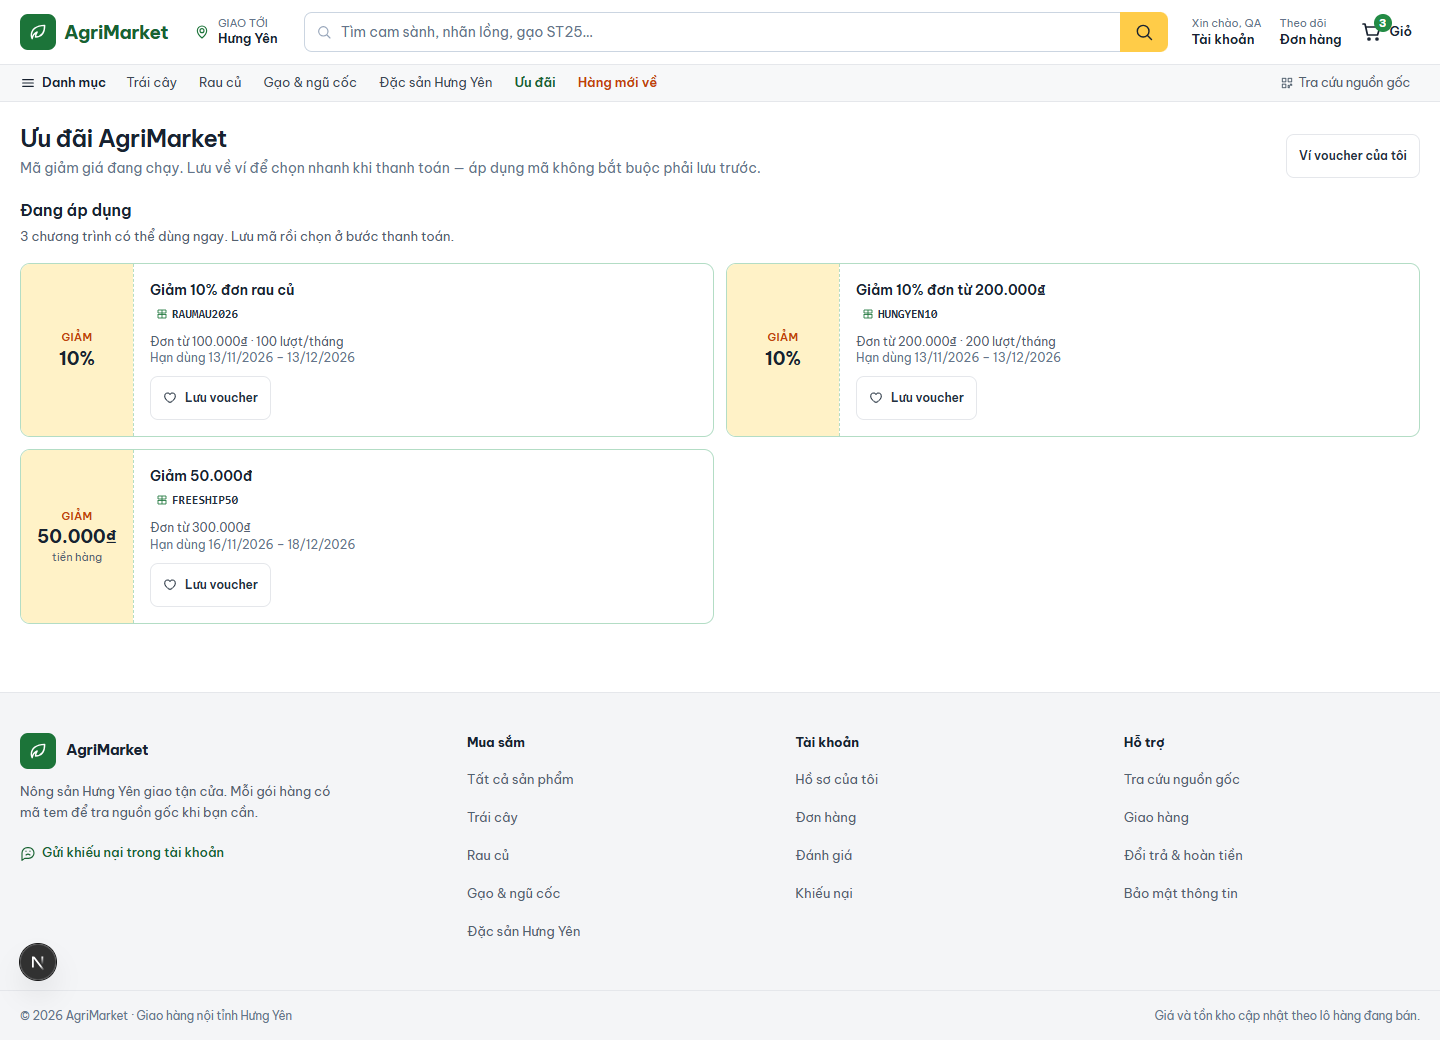 AgriMarket
GIAO TỚI
Hưng Yên
Tìm cam sành, nhãn lồng, gạo ST25...
Xin chào, QA
Tài khoản
Theo dõi
Đơn hàng
3
Giỏ
Danh mục
Trái cây
Rau củ
Gạo & ngũ cốc
Đặc sản Hưng Yên
Ưu đãi
Hàng mới về
Tra cứu nguồn gốc
Ưu đãi AgriMarket
Mã giảm giá đang chạy. Lưu về ví để chọn nhanh khi thanh toán — áp dụng mã không bắt buộc phải lưu trước.
Ví voucher của tôi
Đang áp dụng
3 chương trình có thể dùng ngay. Lưu mã rồi chọn ở bước thanh toán.
GIẢM
10%
Giảm 10% đơn rau củ
RAUMAU2026
Đơn từ 100.000₫ · 100 lượt/tháng
Hạn dùng 13/11/2026 – 13/12/2026
Lưu voucher
GIẢM
10%
Giảm 10% đơn từ 200.000₫
HUNGYEN10
Đơn từ 200.000₫ · 200 lượt/tháng
Hạn dùng 13/11/2026 – 13/12/2026
Lưu voucher
GIẢM
50.000₫
tiền hàng
Giảm 50.000đ
FREESHIP50
Đơn từ 300.000₫
Hạn dùng 16/11/2026 – 18/12/2026
Lưu voucher
AgriMarket
Nông sản Hưng Yên giao tận cửa. Mỗi gói hàng có
mã tem để tra nguồn gốc khi bạn cần.
Gửi khiếu nại trong tài khoản
Mua sắm
Tất cả sản phẩm
Trái cây
Rau củ
Gạo & ngũ cốc
Đặc sản Hưng Yên
Tài khoản
Hồ sơ của tôi
Đơn hàng
Đánh giá
Khiếu nại
Hỗ trợ
Tra cứu nguồn gốc
Giao hàng
Đổi trả & hoàn tiền
Bảo mật thông tin
N
© 2026 AgriMarket · Giao hàng nội tỉnh Hưng Yên
Giá và tồn kho cập nhật theo lô hàng đang bán.